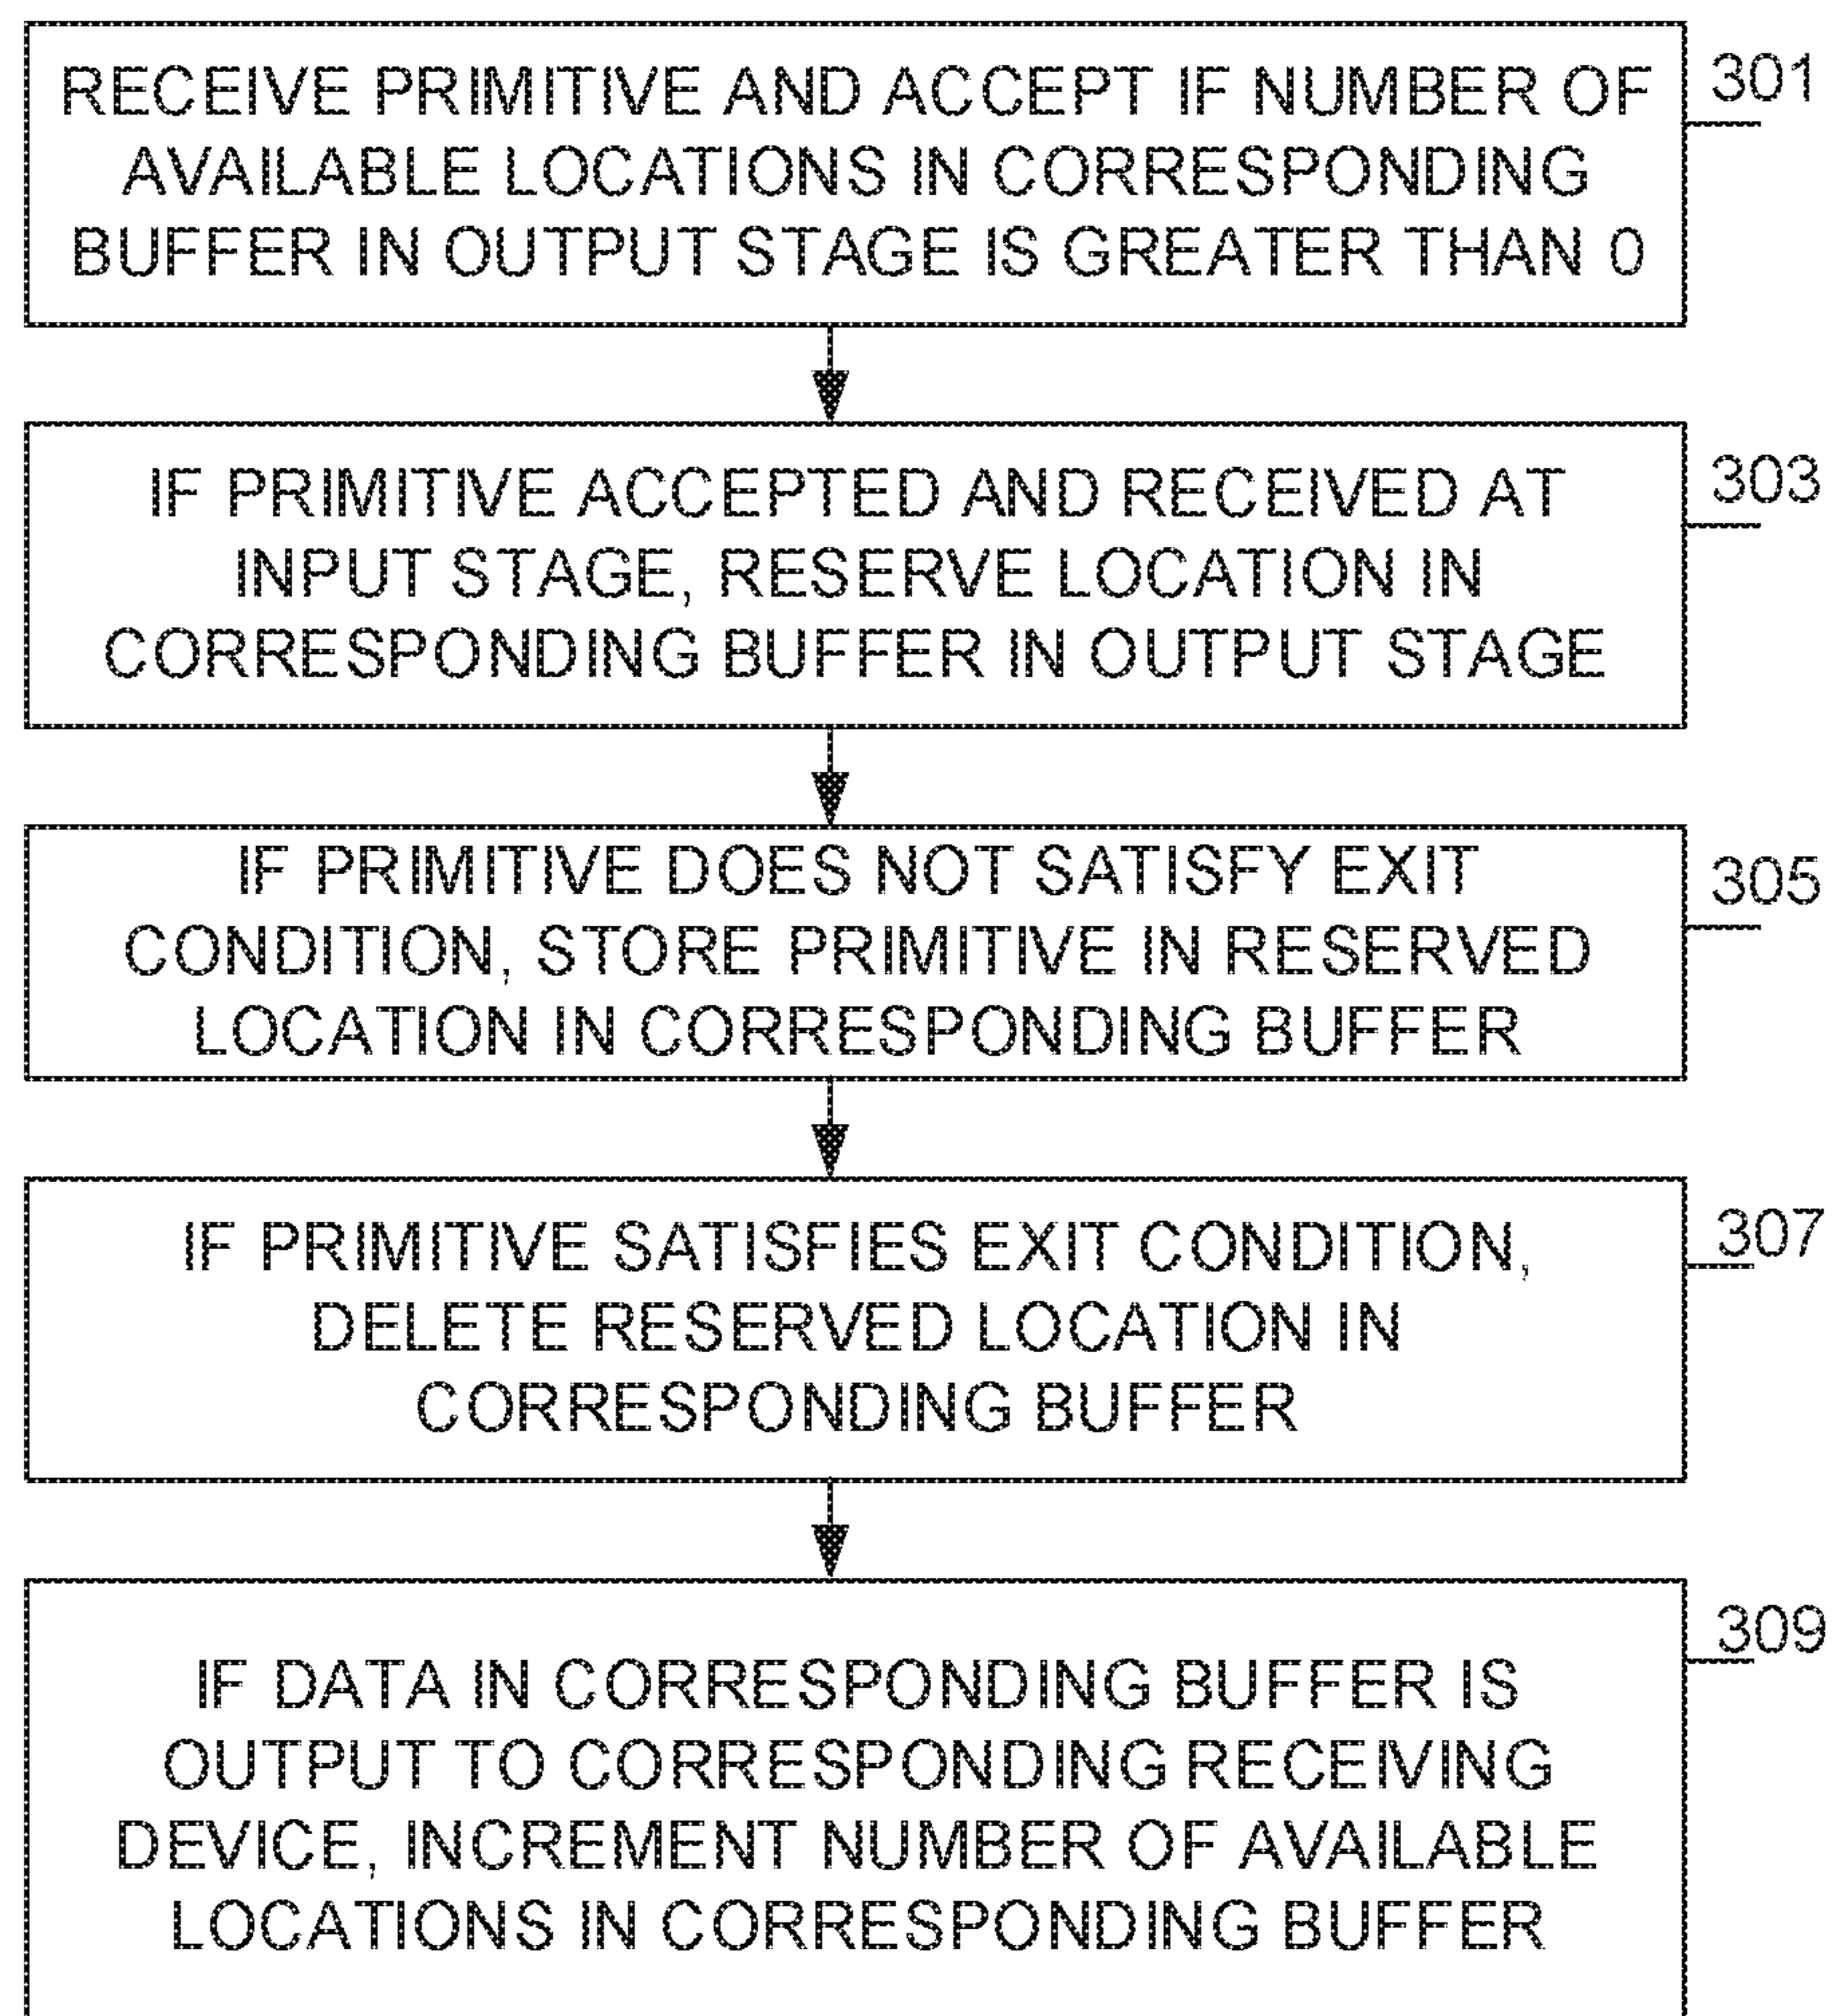 RECEIVE PRIMITIVE AND ACCEPT IF NUMBER OF
AVAILABLE LOCATIONS IN CORRESPONDING
BUFFER IN OUTPUT STAGE IS GREATER THAN 0
301
IF PRIMITIVE ACCEPTED AND RECEIVED AT
INPUT STAGE, RESERVE LOCATION IN
CORRESPONDING BUFFER IN OUTPUT STAGE
303
IF PRIMITIVE DOES NOT SATISFY EXIT
CONDITION, STORE PRIMITIVE IN RESERVED
LOCATION IN CORRESPONDING BUFFER
305
IF PRIMITIVE SATISFIES EXIT CONDITION,
DELETE RESERVED LOCATION IN
CORRESPONDING BUFFER
307
IF DATA IN CORRESPONDING BUFFER IS
OUTPUT TO CORRESPONDING RECEIVING
DEVICE, INCREMENT NUMBER OF AVAILABLE
LOCATIONS IN CORRESPONDING BUFFER
309